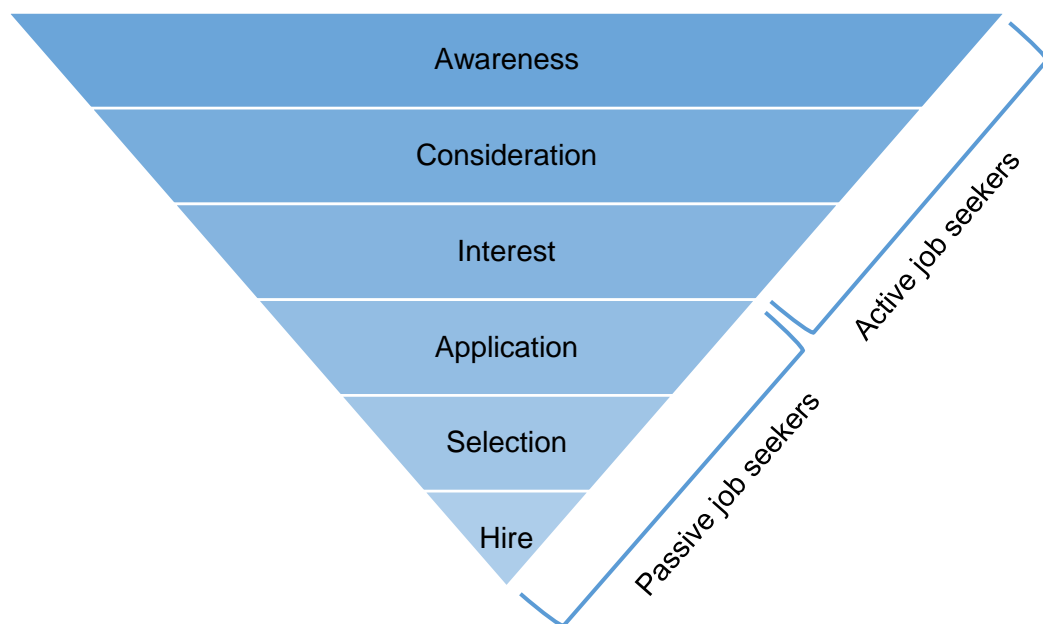 Awareness
Consideration
Interest
Application
Selection
Hire
Active job seekers
Passive job seekers